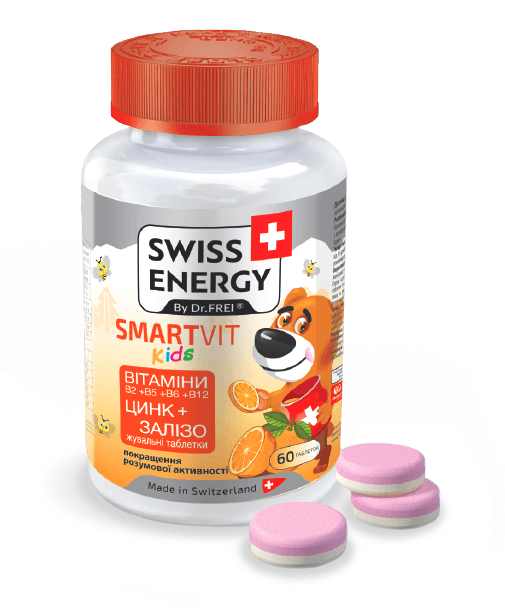 SWISS
ENERGY
By Dr.FREI®
SMARTVIT
Kids
ВІТАМІНИ
B2 +B5 +B6 +B12
ЦИНК +
ЗАЛІЗО
жувальні таблетки
покращення
розумової активності
60 ТАБЛЕТОК
Made in Switzerland